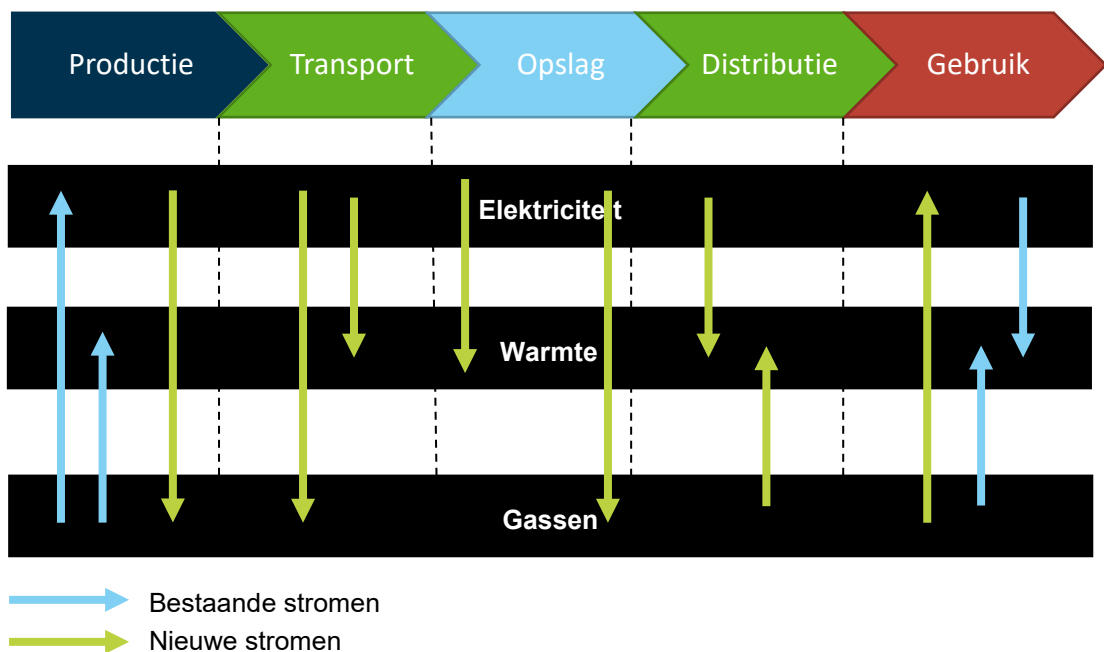 Productie
Transport
Opslag
Distributie
Gebruik
Elektriciteit
Warmte
Gassen
Bestaande stromen
Nieuwe stromen